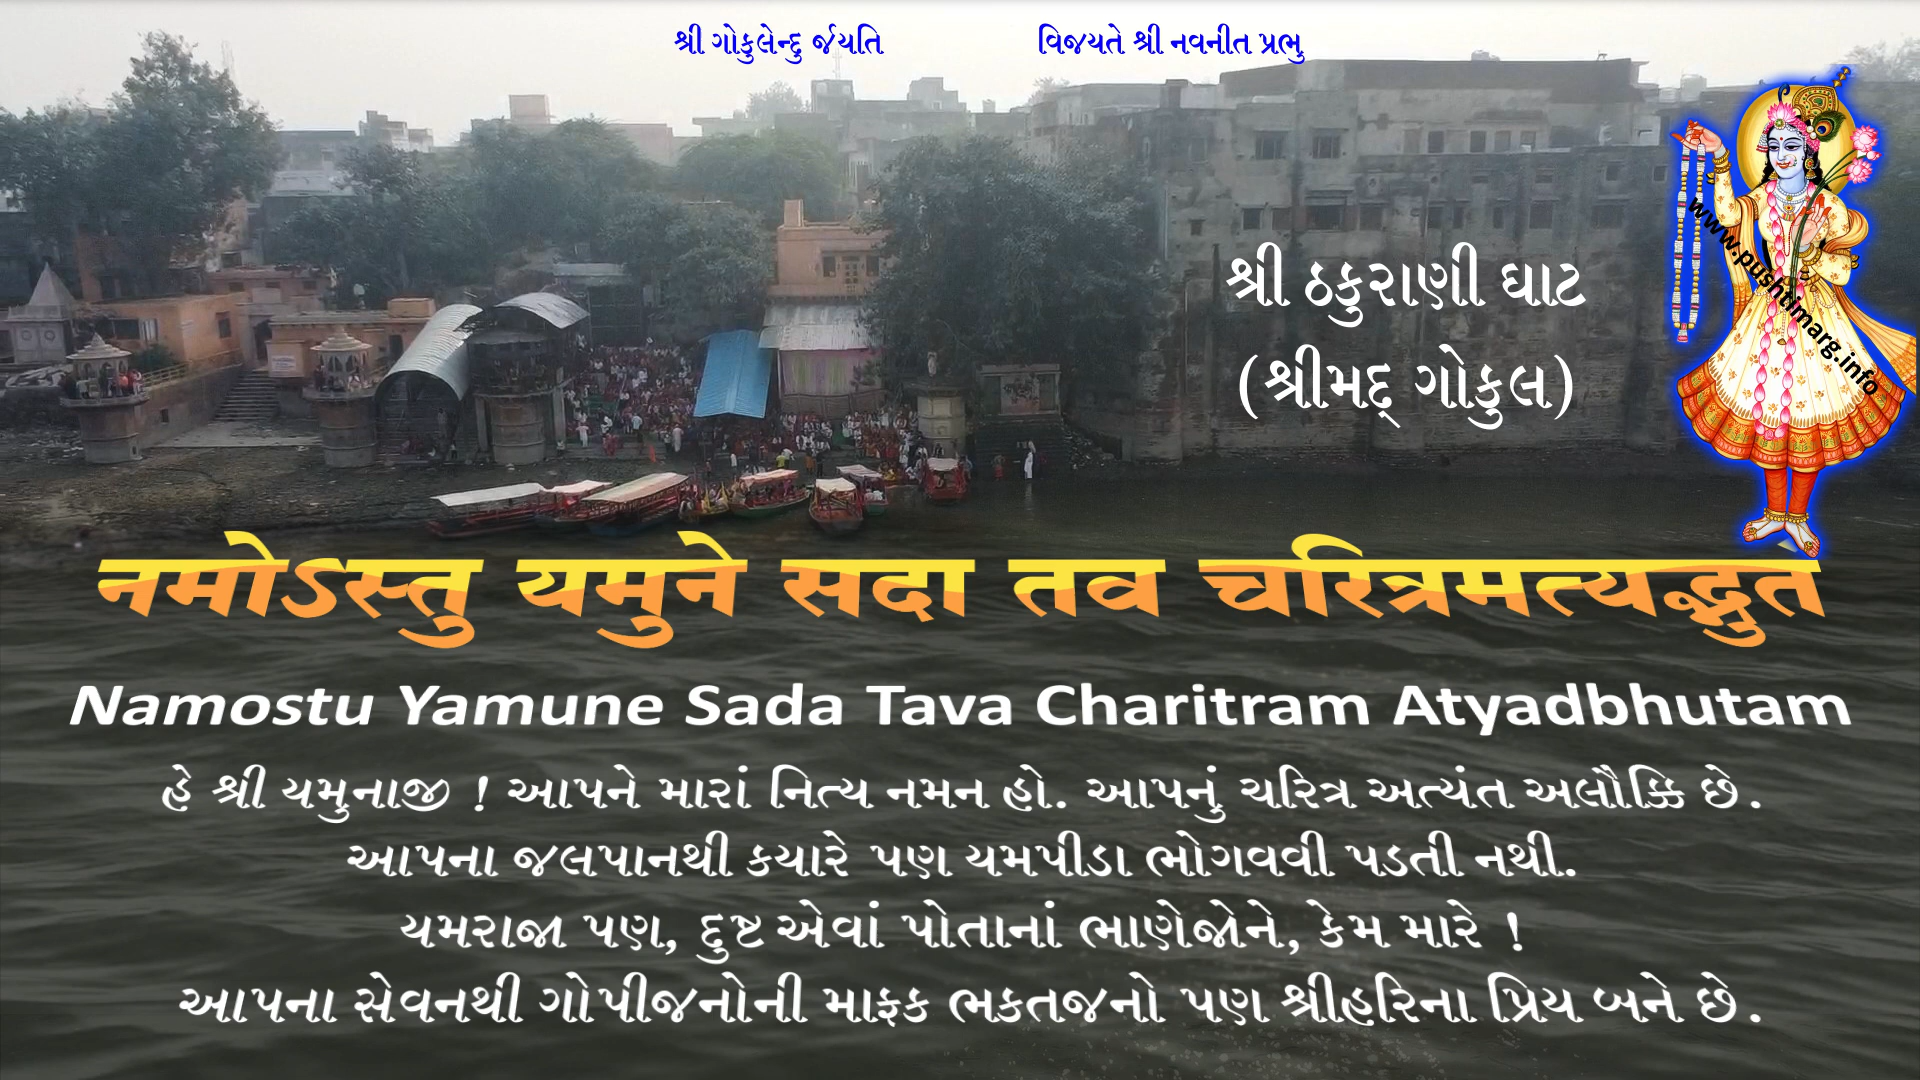 શ્રી ગોકુલેન્દુ ર્જયતિ
વિજયતે શ્રી નવનીત પ્રભુ
www.pushtimarg.info
શ્રી ઠકુરાણી ઘાટ
(શ્રીમદ્ ગોકુલ)
नमोऽस्तु यमुने सदा तव चरित्रमत्यद्भुतं
Namostu Yamune Sada Tava Charitram Atyadbhutam
હે શ્રી યમુનાજી ! આપને મારાં નિત્ય નમન હો. આપનું ચરિત્ર અત્યંત અલૌક્કિ છે.
આપના જલપાનથી કયારે પણ યમપીડા ભોગવવી પડતી નથી.
યમરાજા પણ, દુષ્ટ એવાં પોતાનાં ભાણેજોને, કેમ મારે !
આપના સેવનથી ગોપીજનોની માફક ભકતજનો પણ શ્રીહરિના પ્રિય બને છે.